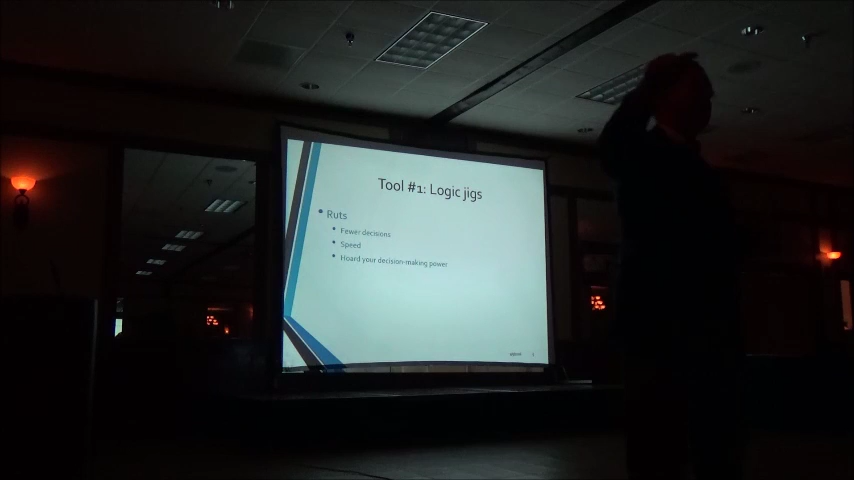 Tool #1: Logic jigs
Ruts
Fewer decisions
Speed
Hoard your decision-making power